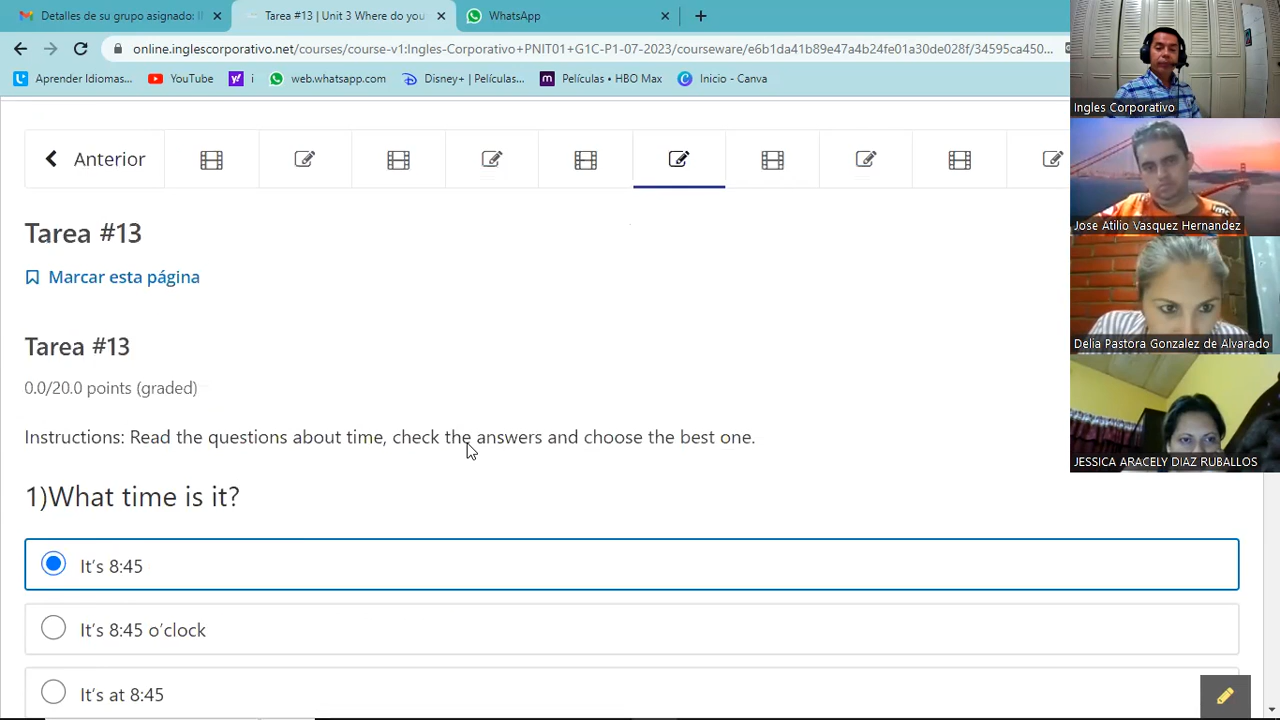 Detalles de su grupo asignado: I
Tarea #13 | Unit 3 Where do you
WhatsApp
online.inglescorporativo.net/courses/course-v1:Ingles-Corporativo+PNIT01+G1C-P1-07-2023/courseware/
Aprender Idiomas...
YouTube
i
web.whatsapp.com
Disney+ | Películas...
Películas • HBO Max
Inicio - Canva
Anterior
Tarea #13
Marcar esta página
Tarea #13
0.0/20.0 points (graded)
Instructions: Read the questions about time, check the answers and choose the best one.
1)What time is it?
It's 8:45
It's 8:45 o'clock
It's at 8:45
Ingles Corporativo
Jose Atilio Vasquez Hernandez
Delia Pastora Gonzalez de Alvarado
JESSICA ARACELY DIAZ RUBALLOS